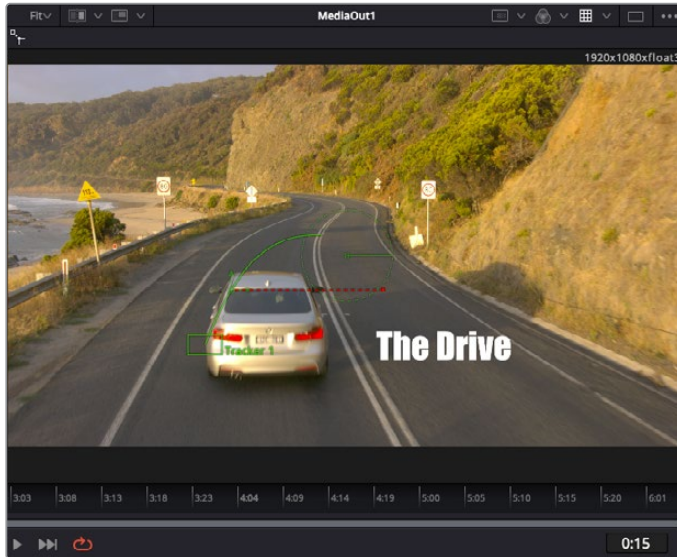 Fit
MediaOut1
1920x1080xfloat3
Tracker 1
The Drive
3:03 3:08 3:13 3:18 3:23 4:04 4:09 4:14 4:19 5:00 5:05 5:10 5:15 5:20 6:01
0:15